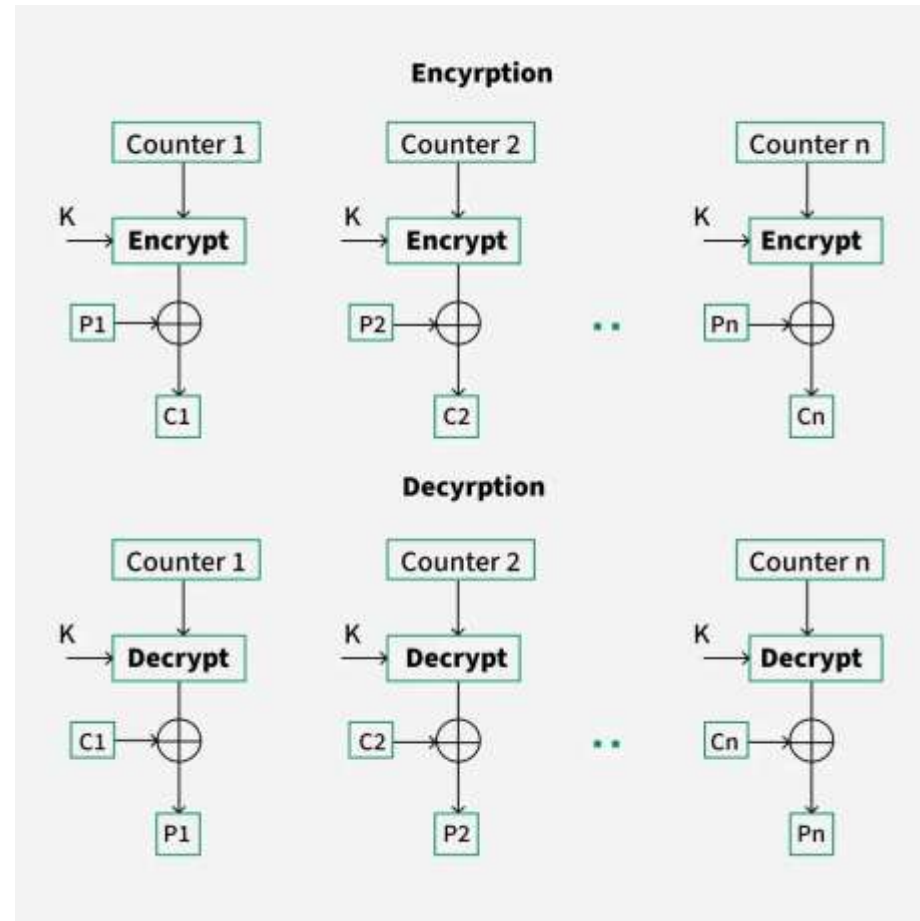 Encyrption
Counter 1 Counter 2 Counter n
K K K
Encrypt Encrypt Encrypt
P1 P2 Pn
C1 C2 Cn
Decyrption
Counter 1 Counter 2 Counter n
K K K
Decrypt Decrypt Decrypt
C1 C2 Cn
P1 P2 Pn